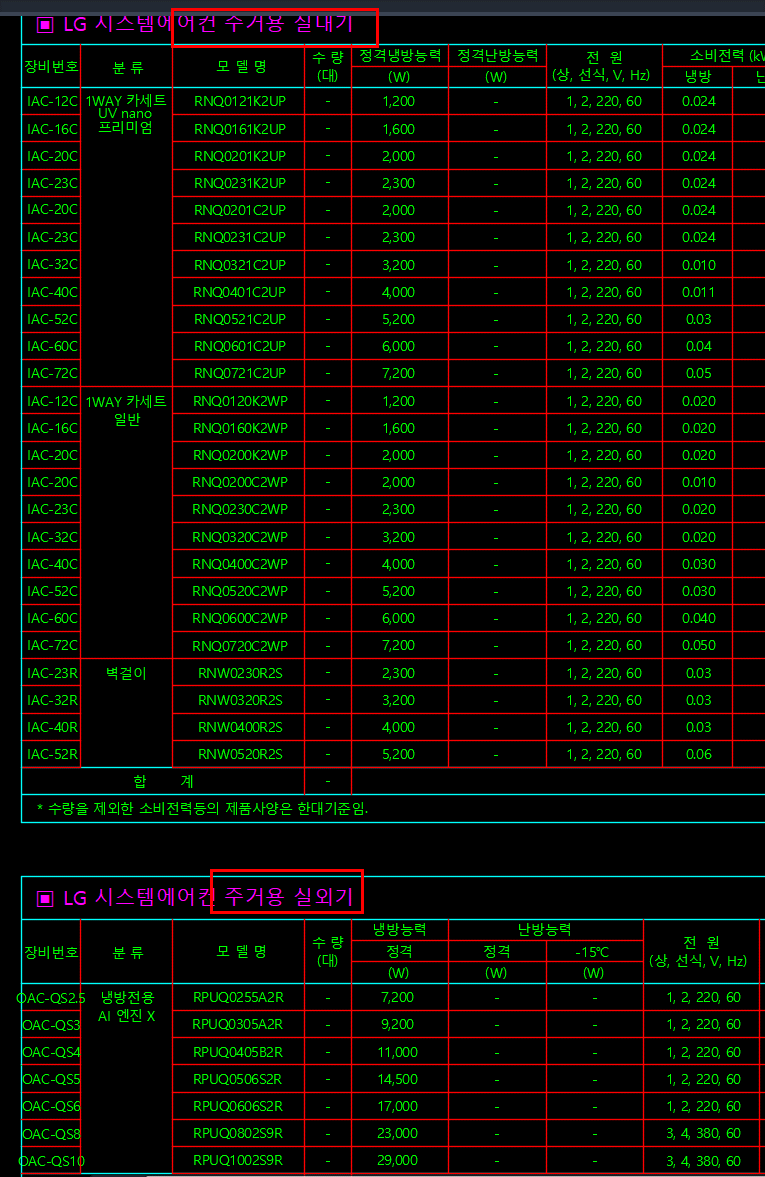 ▣ LG 시스템에어컨 주거용 실내기
장비번호 분 류 모 델 명 수 량 (대) 정격냉방능력 (W) 정격난방능력 (W) 전 원 (상, 선식, V, Hz) 소비전력 (k 냉방
IAC-12C 1WAY 카세트 RNQ0121K2UP - 1,200 - 1, 2, 220, 60 0.024
UV nano
프리미엄
IAC-16C RNQ0161K2UP - 1,600 - 1, 2, 220, 60 0.024
IAC-20C RNQ0201K2UP - 2,000 - 1, 2, 220, 60 0.024
IAC-23C RNQ0231K2UP - 2,300 - 1, 2, 220, 60 0.024
IAC-20C RNQ0201C2UP - 2,000 - 1, 2, 220, 60 0.024
IAC-23C RNQ0231C2UP - 2,300 - 1, 2, 220, 60 0.024
IAC-32C RNQ0321C2UP - 3,200 - 1, 2, 220, 60 0.010
IAC-40C RNQ0401C2UP - 4,000 - 1, 2, 220, 60 0.011
IAC-52C RNQ0521C2UP - 5,200 - 1, 2, 220, 60 0.03
IAC-60C RNQ0601C2UP - 6,000 - 1, 2, 220, 60 0.04
IAC-72C RNQ0721C2UP - 7,200 - 1, 2, 220, 60 0.05
IAC-12C 1WAY 카세트 RNQ0120K2WP - 1,200 - 1, 2, 220, 60 0.020
일반
IAC-16C RNQ0160K2WP - 1,600 - 1, 2, 220, 60 0.020
IAC-20C RNQ0200K2WP - 2,000 - 1, 2, 220, 60 0.020
IAC-20C RNQ0200C2WP - 2,000 - 1, 2, 220, 60 0.010
IAC-23C RNQ0230C2WP - 2,300 - 1, 2, 220, 60 0.020
IAC-32C RNQ0320C2WP - 3,200 - 1, 2, 220, 60 0.020
IAC-40C RNQ0400C2WP - 4,000 - 1, 2, 220, 60 0.030
IAC-52C RNQ0520C2WP - 5,200 - 1, 2, 220, 60 0.030
IAC-60C RNQ0600C2WP - 6,000 - 1, 2, 220, 60 0.040
IAC-72C RNQ0720C2WP - 7,200 - 1, 2, 220, 60 0.050
IAC-23R 벽걸이 RNW0230R2S - 2,300 - 1, 2, 220, 60 0.03
IAC-32R RNW0320R2S - 3,200 - 1, 2, 220, 60 0.03
IAC-40R RNW0400R2S - 4,000 - 1, 2, 220, 60 0.03
IAC-52R RNW0520R2S - 5,200 - 1, 2, 220, 60 0.06
합 계 -
* 수량을 제외한 소비전력등의 제품사양은 한대기준임.
▣ LG 시스템에어컨 주거용 실외기
장비번호 분 류 모 델 명 수 량 (대) 냉방능력 정격 (W) 난방능력 정격 (W) -15℃ (W) 전 원 (상, 선식, V, Hz)
OAC-QS2.5 냉방전용 RPUQ0255A2R - 7,200 - - 1, 2, 220, 60
AI 엔진 X
OAC-QS3 RPUQ0305A2R - 9,200 - - 1, 2, 220, 60
OAC-QS4 RPUQ0405B2R - 11,000 - - 1, 2, 220, 60
OAC-QS5 RPUQ0506S2R - 14,500 - - 1, 2, 220, 60
OAC-QS6 RPUQ0606S2R - 17,000 - - 1, 2, 220, 60
OAC-QS8 RPUQ0802S9R - 23,000 - - 3, 4, 380, 60
OAC-QS10 RPUQ1002S9R - 29,000 - - 3, 4, 380, 60